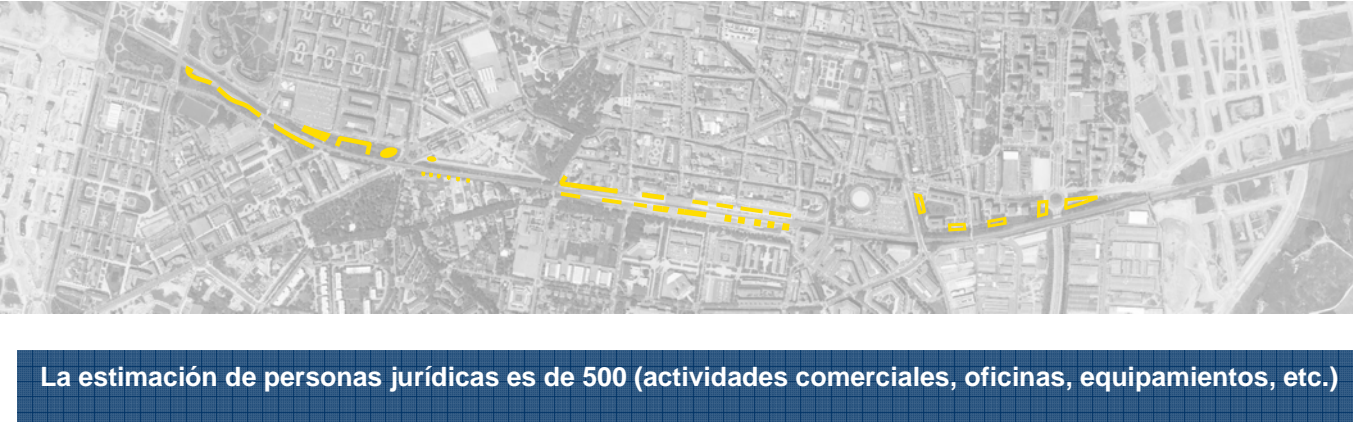 La estimación de personas jurídicas es de 500 (actividades comerciales, oficinas, equipamientos, etc.)